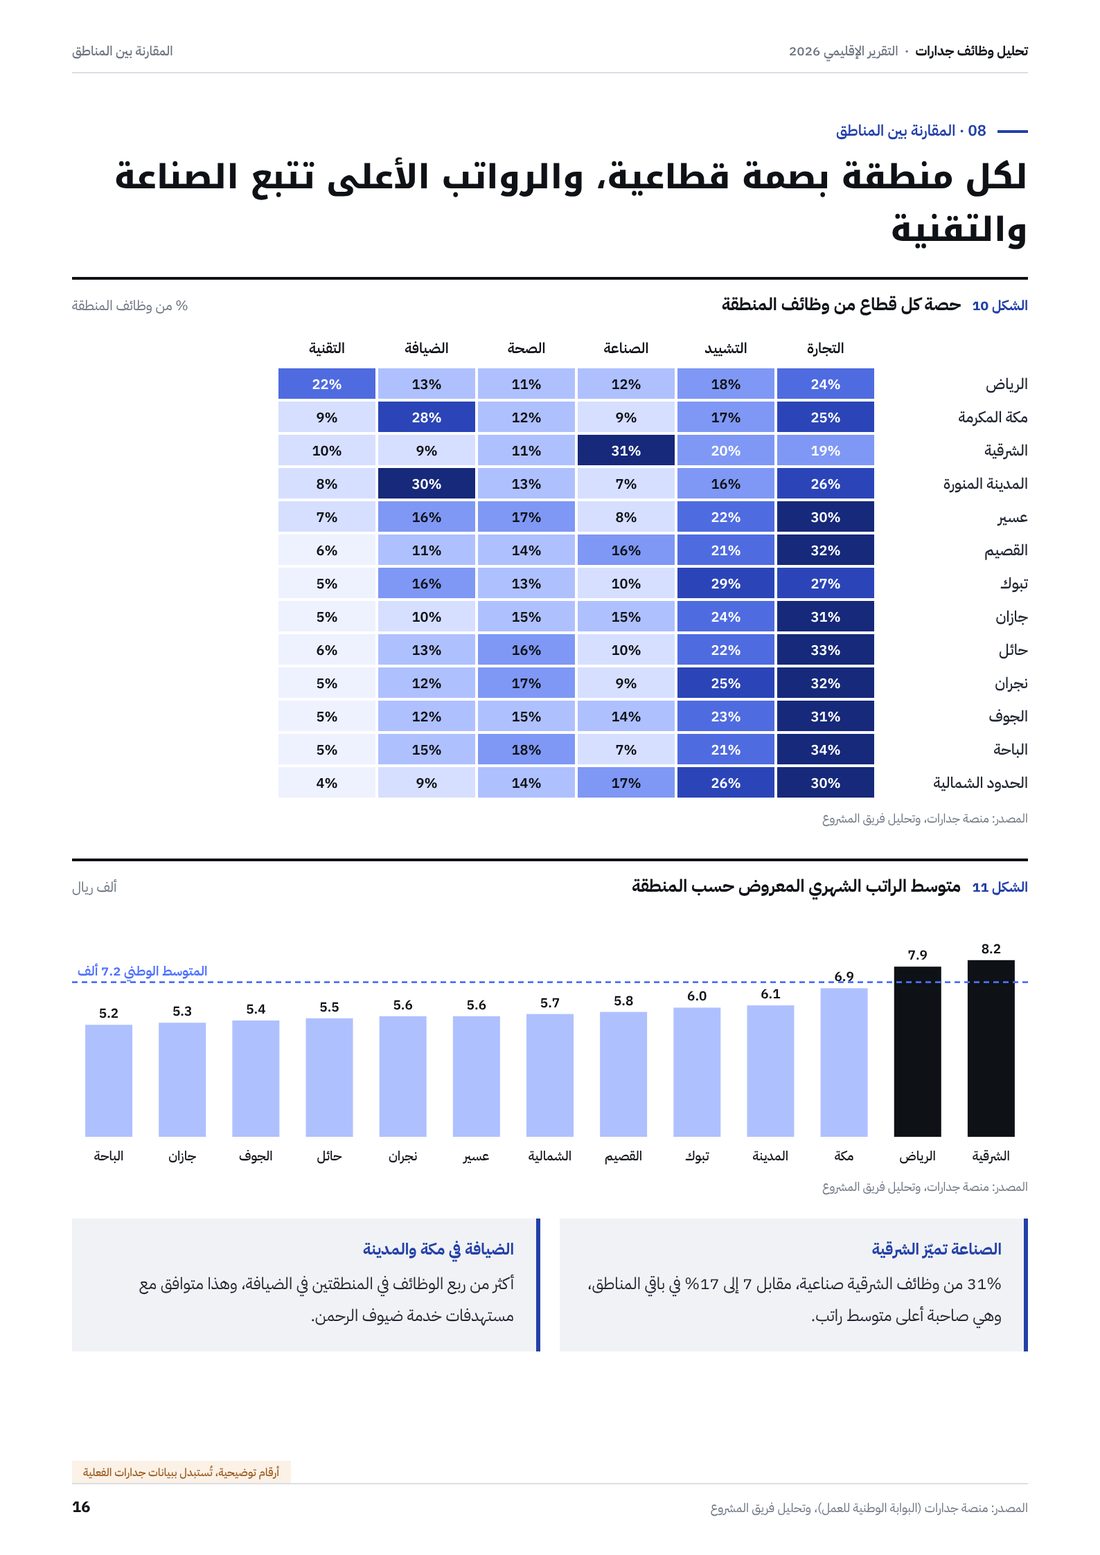 تحليل وظائف جدارات · التقرير الإقليمي 2026
المقارنة بين المناطق
08 · المقارنة بين المناطق
لكل منطقة بصمة قطاعية، والرواتب الأعلى تتبع الصناعة
والتقنية
الشكل 10 حصة كل قطاع من وظائف المنطقة
% من وظائف المنطقة
التجارة التشييد الصناعة الصحة الضيافة التقنية
الرياض 24% 18% 12% 11% 13% 22%
مكة المكرمة 25% 17% 9% 12% 28% 9%
الشرقية 19% 20% 31% 11% 9% 10%
المدينة المنورة 26% 16% 7% 13% 30% 8%
عسير 30% 22% 8% 17% 16% 7%
القصيم 32% 21% 16% 14% 11% 6%
تبوك 27% 29% 10% 13% 16% 5%
جازان 31% 24% 15% 15% 10% 5%
حائل 33% 22% 10% 16% 13% 6%
نجران 32% 25% 9% 17% 12% 5%
الجوف 31% 23% 14% 15% 12% 5%
الباحة 34% 21% 7% 18% 15% 5%
الحدود الشمالية 30% 26% 17% 14% 9% 4%
المصدر: منصة جدارات، وتحليل فريق المشروع
الشكل 11 متوسط الراتب الشهري المعروض حسب المنطقة
ألف ريال
المتوسط الوطني 7.2 ألف
8.2 7.9 6.9 6.1 6.0 5.8 5.7 5.6 5.6 5.5 5.4 5.3 5.2
الشرقية الرياض مكة المدينة تبوك القصيم الشمالية عسير نجران حائل الجوف جازان الباحة
المصدر: منصة جدارات، وتحليل فريق المشروع
الصناعة تميّز الشرقية
31% من وظائف الشرقية صناعية، مقابل 7 إلى 17% في باقي المناطق،
وهي صاحبة أعلى متوسط راتب.
الضيافة في مكة والمدينة
أكثر من ربع الوظائف في المنطقتين في الضيافة، وهذا متوافق مع
مستهدفات خدمة ضيوف الرحمن.
أرقام توضيحية، تُستبدل ببيانات جدارات الفعلية
المصدر: منصة جدارات (البوابة الوطنية للعمل)، وتحليل فريق المشروع
16